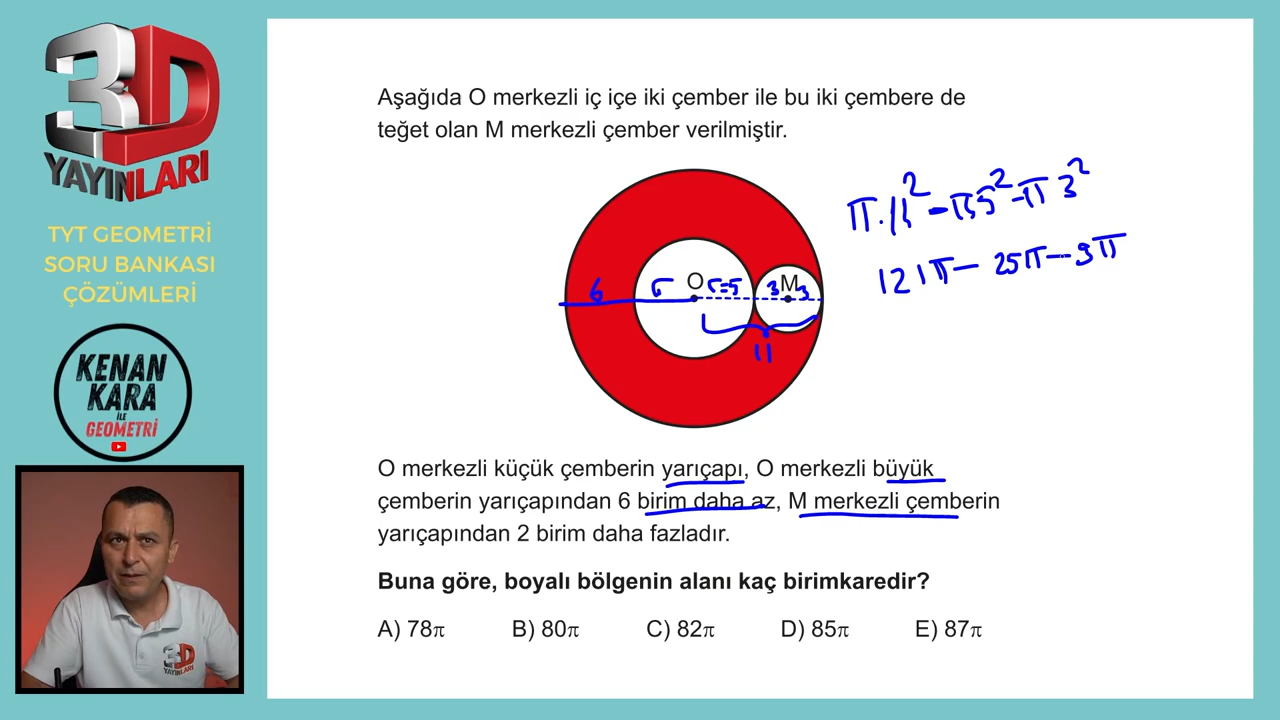 3D
YAYINLARI
TYT GEOMETRİ
SORU BANKASI
ÇÖZÜMLERİ
KENAN
KARA
İLE
GEOMETRİ
3D
YAYINLARI
Aşağıda O merkezli iç içe iki çember ile bu iki çembere de
teğet olan M merkezli çember verilmiştir.
π.11² - π5² - π 3²
121π - 25π - 9π
6 r O r=5 3 M 3
11
O merkezli küçük çemberin yarıçapı, O merkezli büyük
çemberin yarıçapından 6 birim daha az, M merkezli çemberin
yarıçapından 2 birim daha fazladır.
Buna göre, boyalı bölgenin alanı kaç birimkaredir?
A) 78π B) 80π C) 82π D) 85π E) 87π